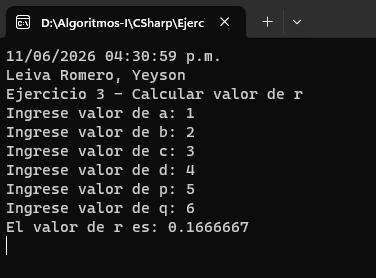 D:\Algoritmos-I\CSharp\Ejerc
11/06/2026 04:30:59 p.m.
Leiva Romero, Yeyson
Ejercicio 3 - Calcular valor de r
Ingrese valor de a: 1
Ingrese valor de b: 2
Ingrese valor de c: 3
Ingrese valor de d: 4
Ingrese valor de p: 5
Ingrese valor de q: 6
El valor de r es: 0.1666667